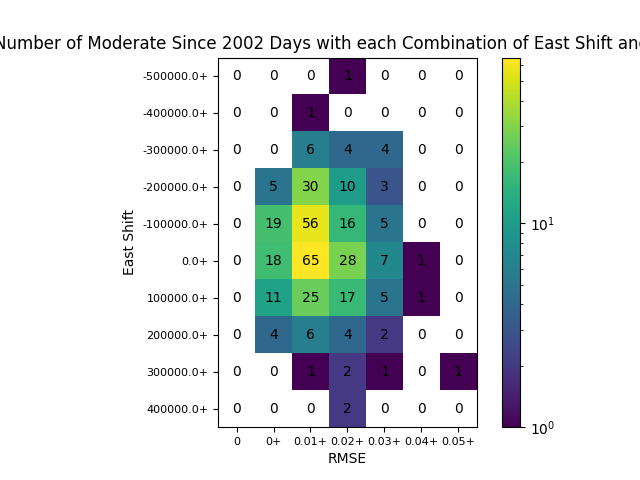 Number of Moderate Since 2002 Days with each Combination of East Shift an
-500000.0+ 0 0 0 1 0 0 0
-400000.0+ 0 0 1 0 0 0 0
-300000.0+ 0 0 6 4 4 0 0
-200000.0+ 0 5 30 10 3 0 0
-100000.0+ 0 19 56 16 5 0 0
0.0+ 0 18 65 28 7 1 0
100000.0+ 0 11 25 17 5 1 0
200000.0+ 0 4 6 4 2 0 0
300000.0+ 0 0 1 2 1 0 1
400000.0+ 0 0 0 2 0 0 0
0 0+ 0.01+ 0.02+ 0.03+ 0.04+ 0.05+
RMSE
East Shift
10¹
10⁰